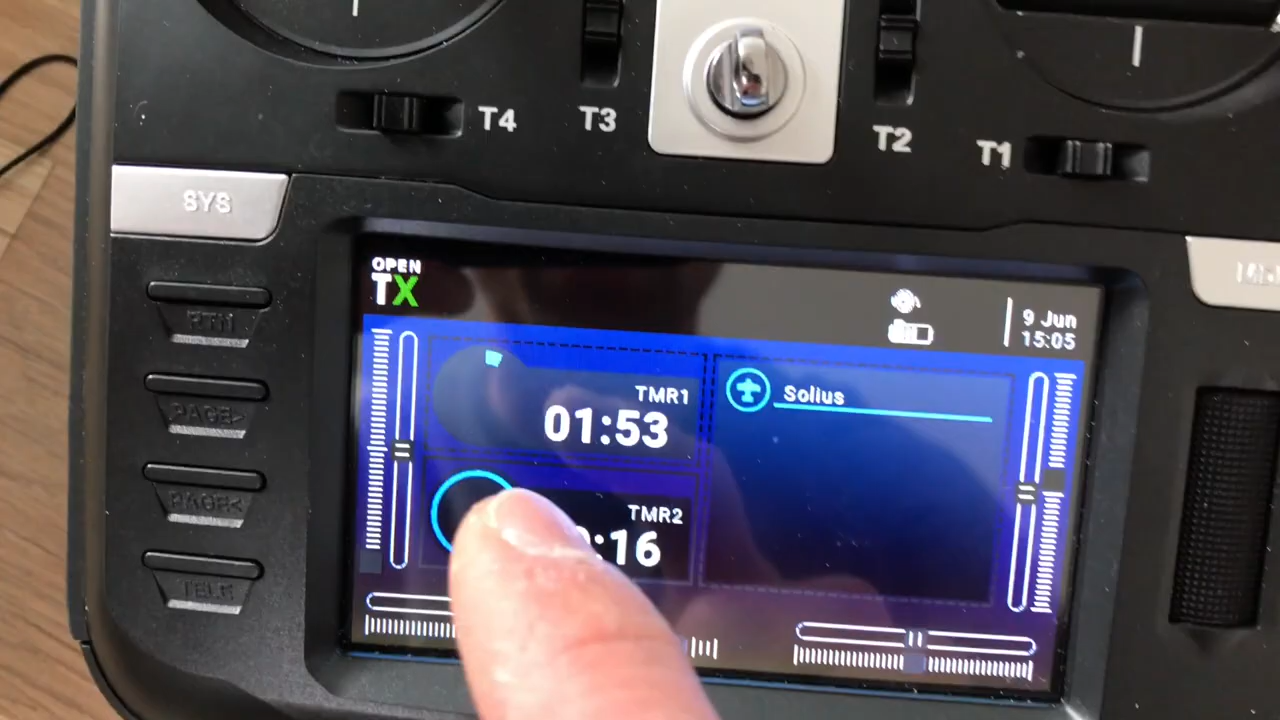 T4
T3
T2
T1
SYS
RTN
PAGE>
PAGE<
TELE
OPEN
TX
9 Jun
15:05
TMR1
01:53
TMR2
:16
Solius